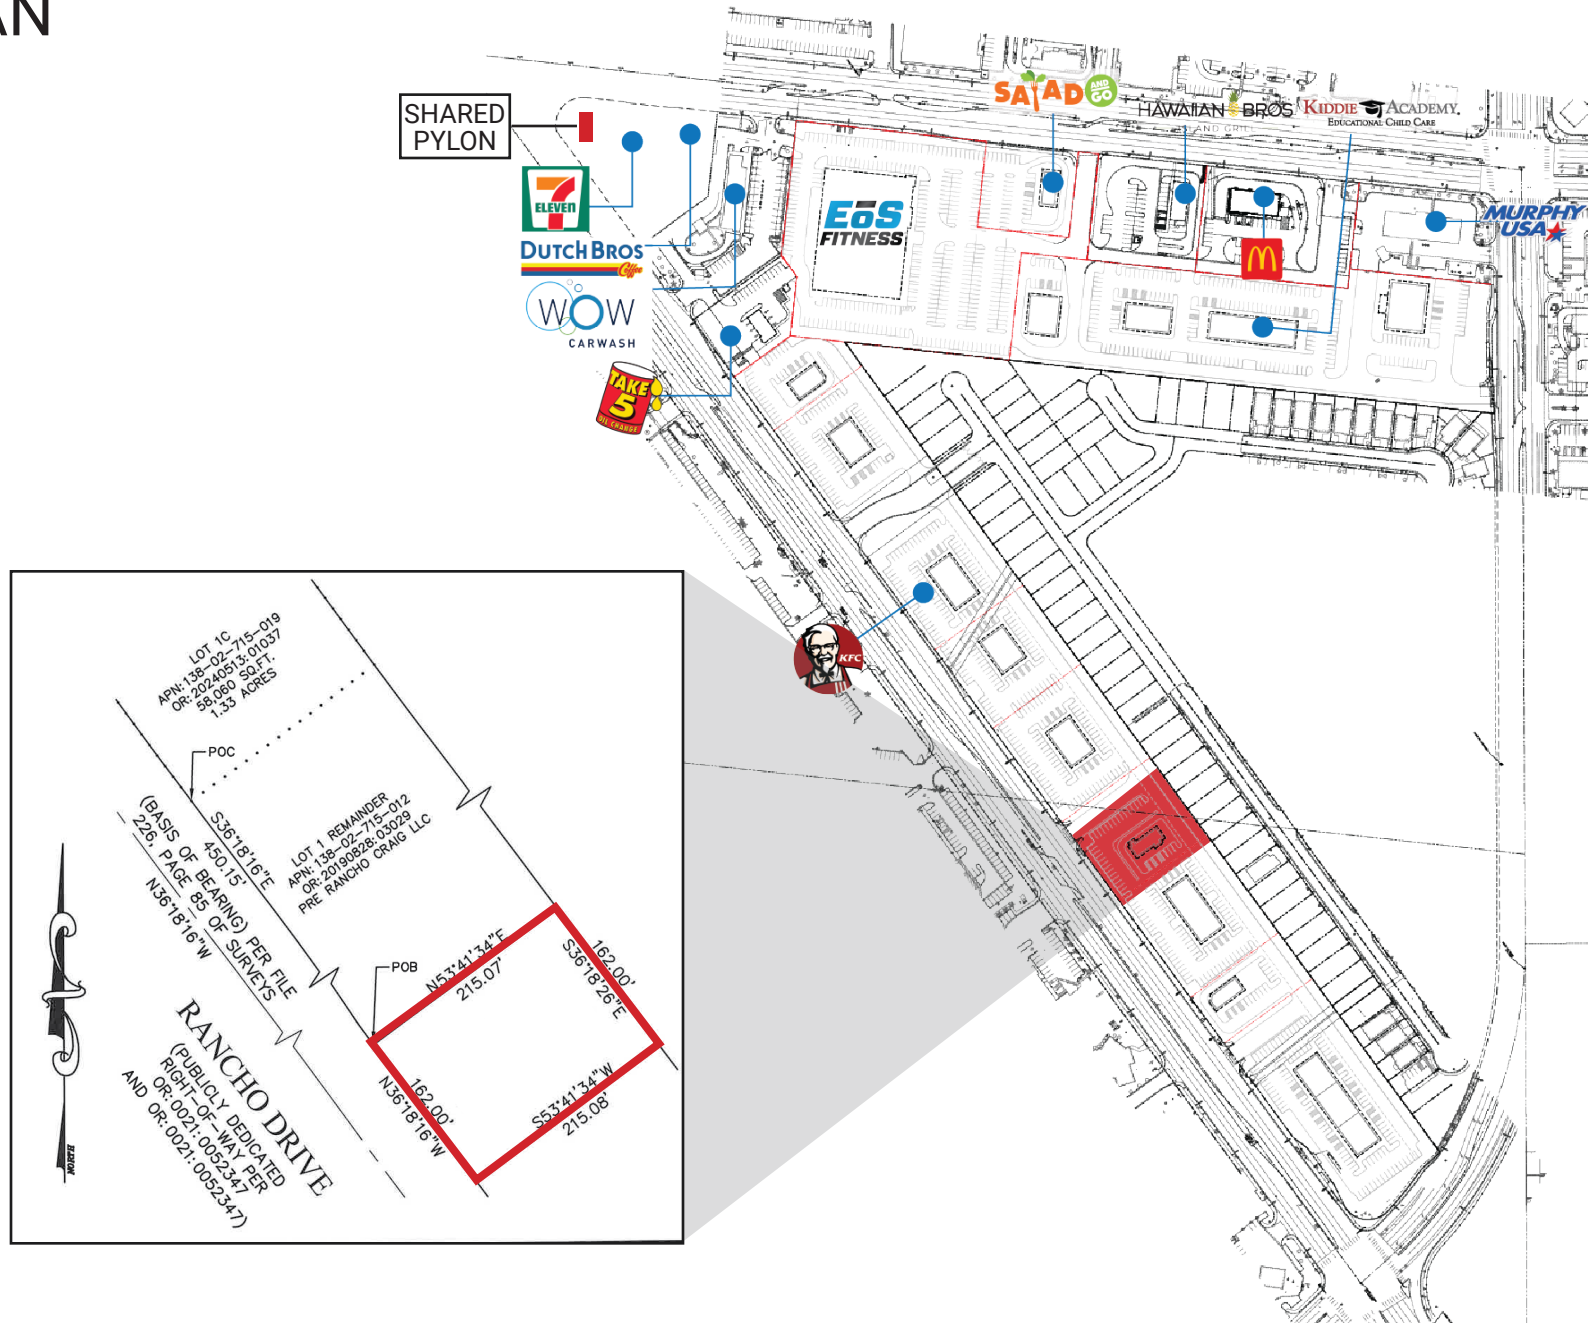 AN
SHARED
PYLON
7
ELEVEN
DUTCH BROS
Coffee
WOW
CARWASH
TAKE
5
OIL CHANGE
EōS
FITNESS
SALAD
AND
GO
HAWAIIAN BROS
ISLAND GRILL
KIDDIE ACADEMY
EDUCATIONAL CHILD CARE
MURPHY
USA
KFC
LOT 1C
APN:138-02-715-019
OR:20240513:01037
58,060 SQ.FT.
1.33 ACRES
POC
S36°18'16"E
450.15'
(BASIS OF BEARING) PER FILE
226, PAGE 85 OF SURVEYS
N36°18'16"W
LOT 1 REMAINDER
APN:138-02-715-012
OR:20190828:03029
PRE RANCHO CRAIG LLC
POB
N53°41'34"E
215.07'
162.00'
S36°18'26"E
S53°41'34"W
215.08'
162.00'
N36°18'16"W
RANCHO DRIVE
(PUBLICLY DEDICATED
RIGHT-OF-WAY PER
OR:0021:0052347
AND OR:0021:0052347)
NORTH